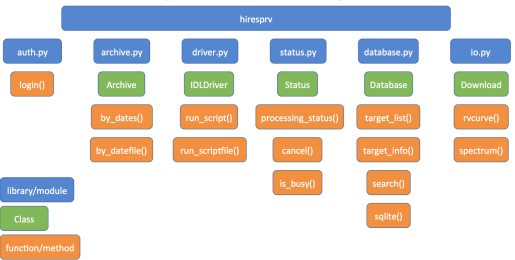 hiresprv
auth.py archive.py driver.py status.py database.py io.py
login() Archive IDLDriver Status Database Download
by_dates() run_script() processing_status() target_list() rvcurve()
by_datefile() run_scriptfile() cancel() target_info() spectrum()
is_busy() search()
library/module
sqlite()
Class
function/method